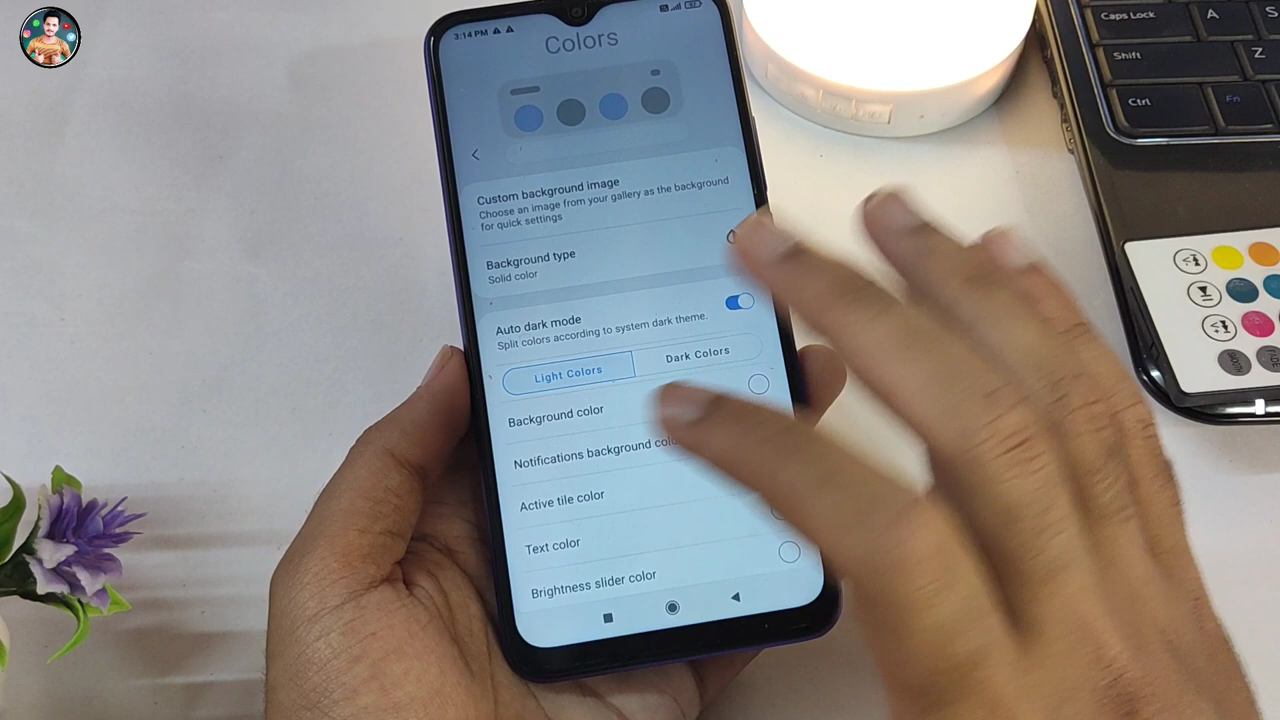 3:14 PM
Colors
Custom background image
Choose an image from your gallery as the background
for quick settings
Background type
Solid color
Auto dark mode
Split colors according to system dark theme.
Light Colors
Dark Colors
Background color
Notifications background
Active tile color
Text color
Brightness slider color
Caps Lock
A
Shift
Z
Ctrl
Fn